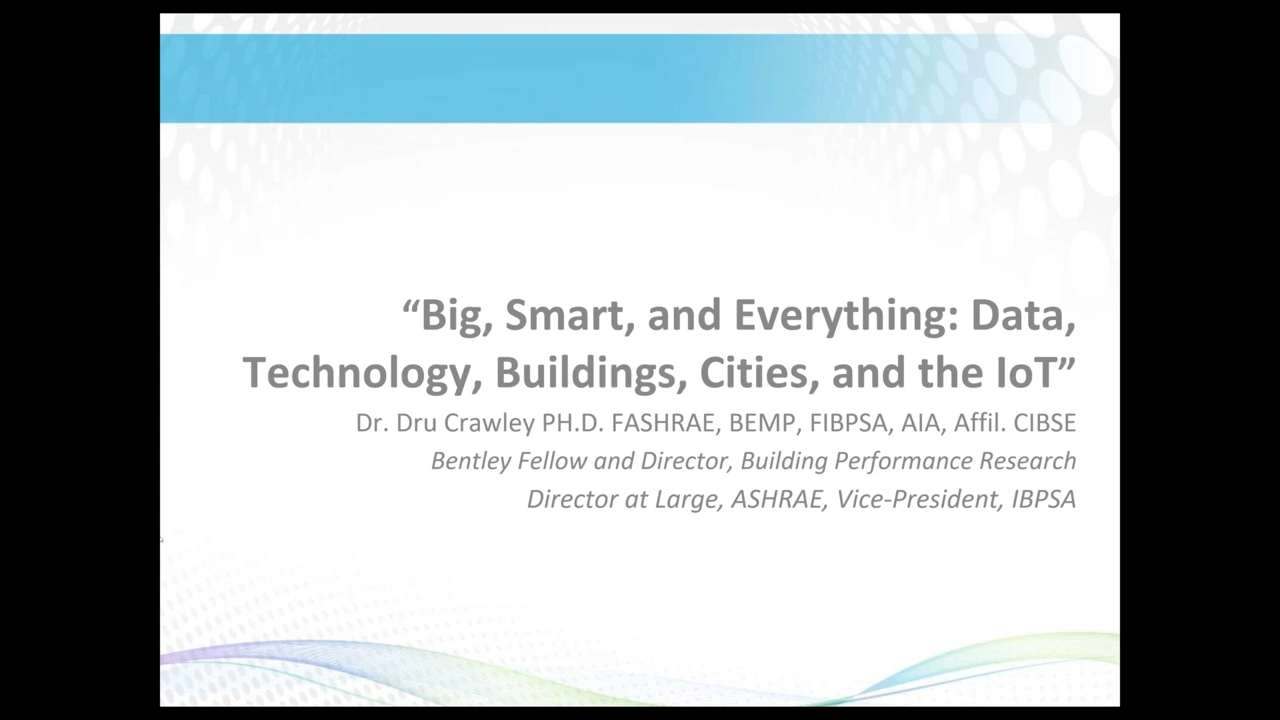 “Big, Smart, and Everything: Data,
Technology, Buildings, Cities, and the IoT”
Dr. Dru Crawley PH.D. FASHRAE, BEMP, FIBPSA, AIA, Affil. CIBSE
Bentley Fellow and Director, Building Performance Research
Director at Large, ASHRAE, Vice-President, IBPSA